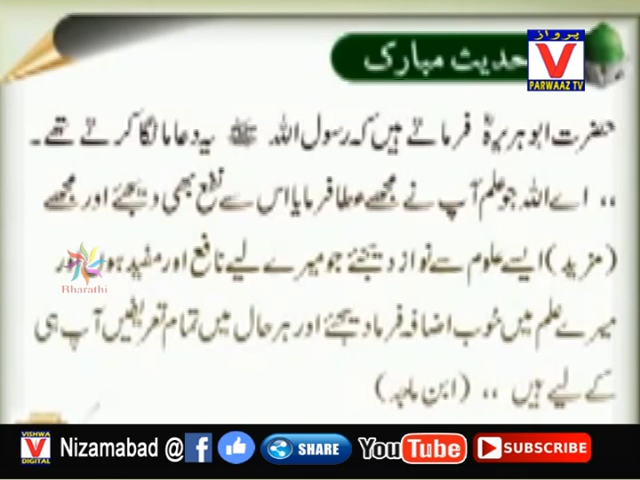 پرواز
V
PARWAAZ TV
حدیث مبارک
حضرت ابو ہریرہؓ فرماتے ہیں کہ رسول اللہ ﷺ یہ دعا مانگا کرتے تھے۔
،، اے اللہ جو علم آپ نے مجھے عطا فرمایا اس سے نفع بھی دیجئے اور مجھے
(مزید) ایسے علوم سے نواز دیجئے جو میرے لیے نافع اور مفید ہوں اور
میرے علم میں خوب اضافہ فرما دیجئے اور ہر حال میں تمام تعریفیں آپ ہی
کے لیے ہیں ،، (ابن ماجہ)
Bharathi
VISHWA V DIGITAL Nizamabad @ f SHARE YouTube SUBSCRIBE